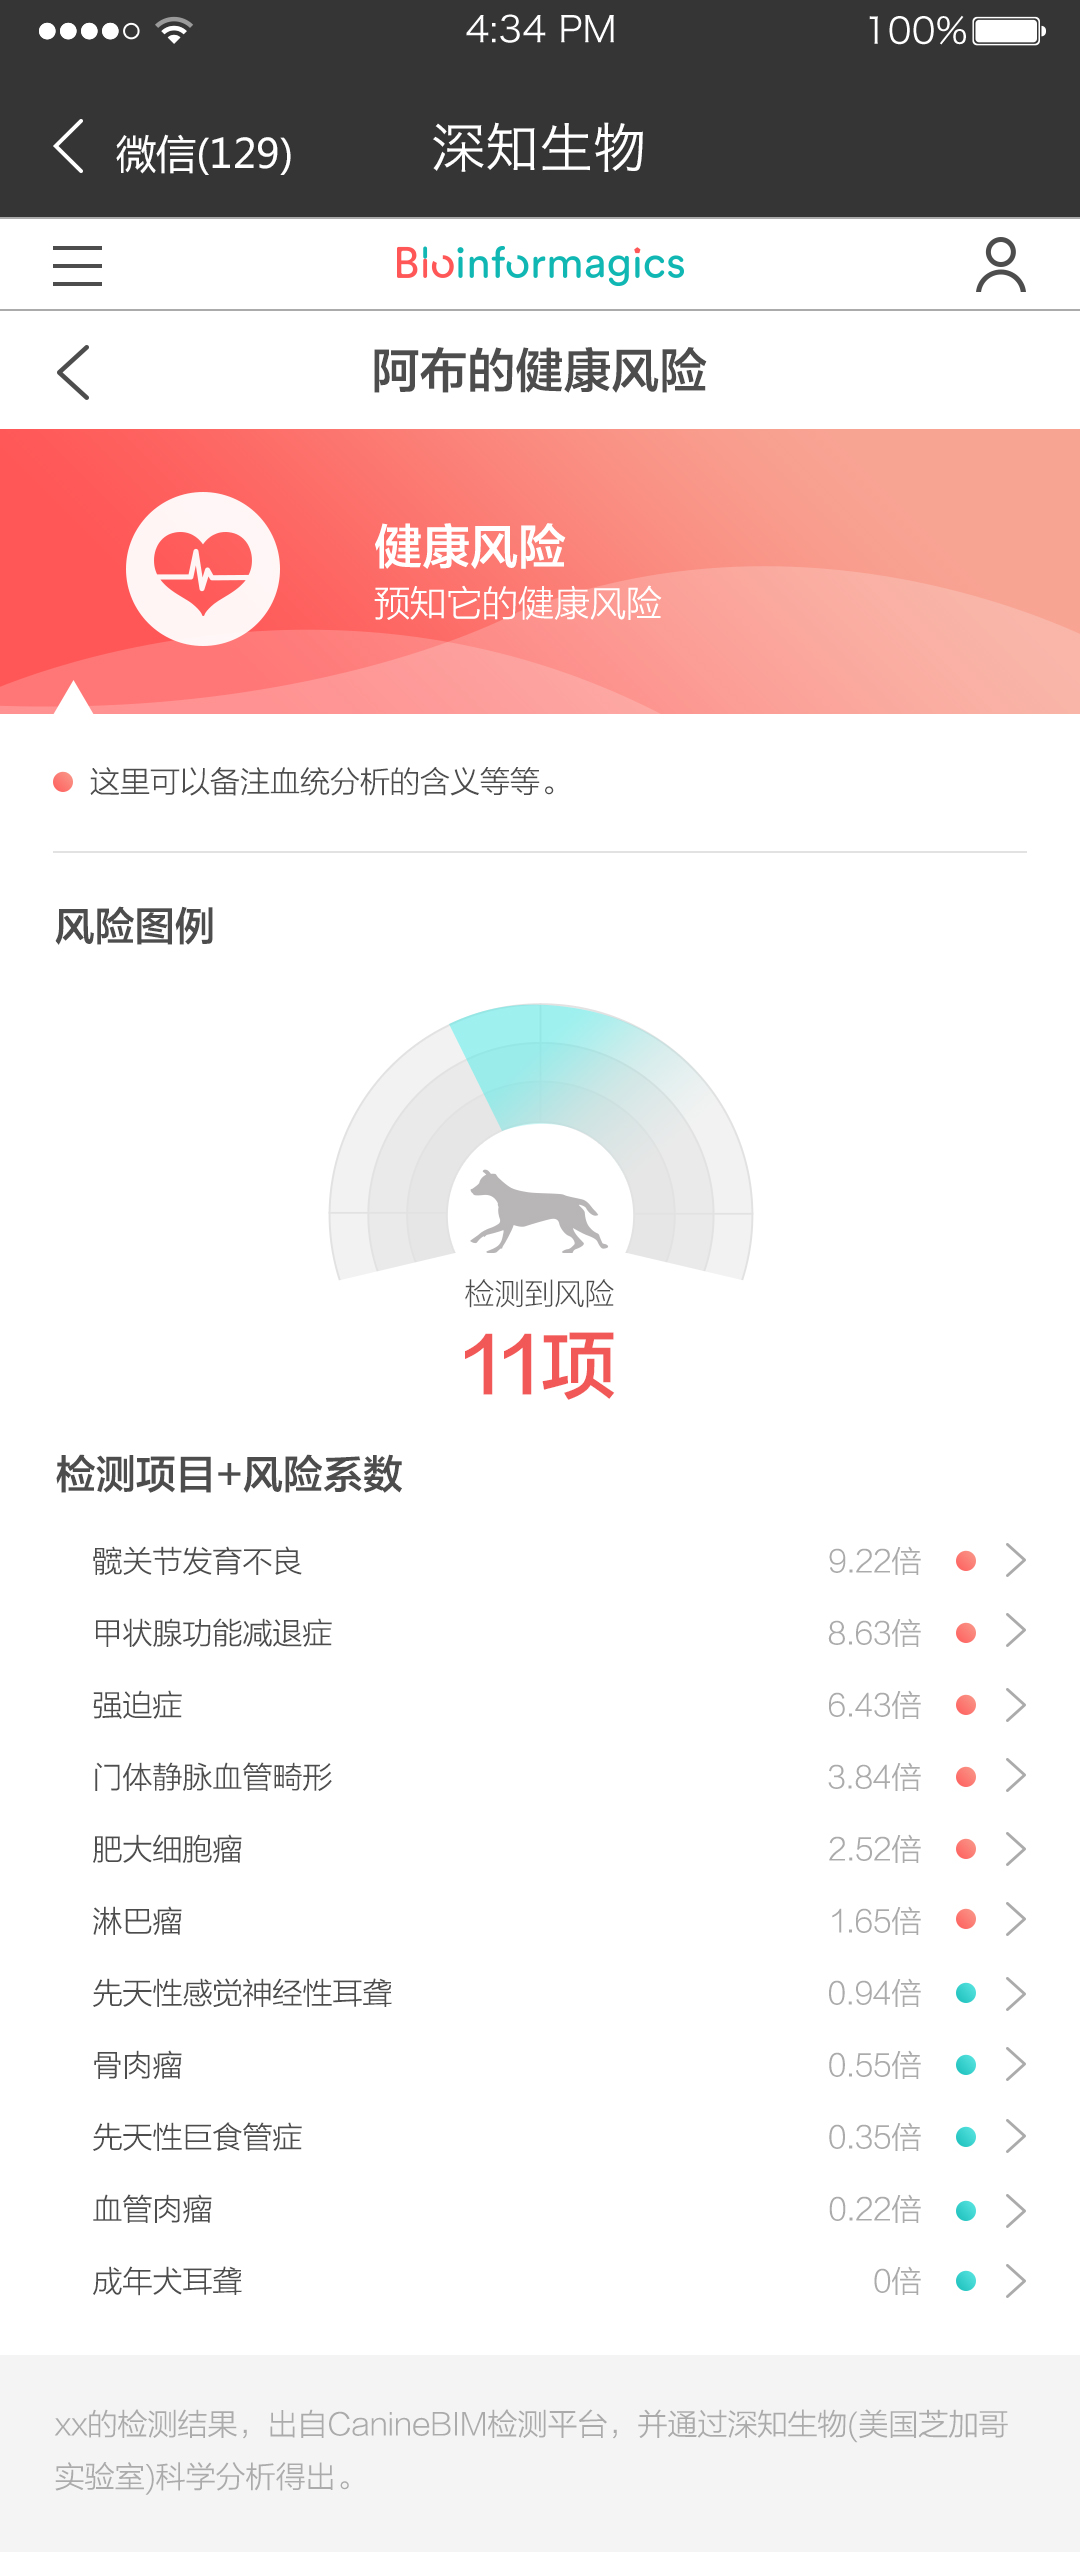 4:34 PM
100%
微信(129)
深知生物
Bioinformagics
阿布的健康风险
健康风险
预知它的健康风险
这里可以备注血统分析的含义等等。
风险图例
检测到风险
11项
检测项目+风险系数
髋关节发育不良 9.22倍
甲状腺功能减退症 8.63倍
强迫症 6.43倍
门体静脉血管畸形 3.84倍
肥大细胞瘤 2.52倍
淋巴瘤 1.65倍
先天性感觉神经性耳聋 0.94倍
骨肉瘤 0.55倍
先天性巨食管症 0.35倍
血管肉瘤 0.22倍
成年犬耳聋 0倍
xx的检测结果，出自CanineBIM检测平台，并通过深知生物(美国芝加哥
实验室)科学分析得出。